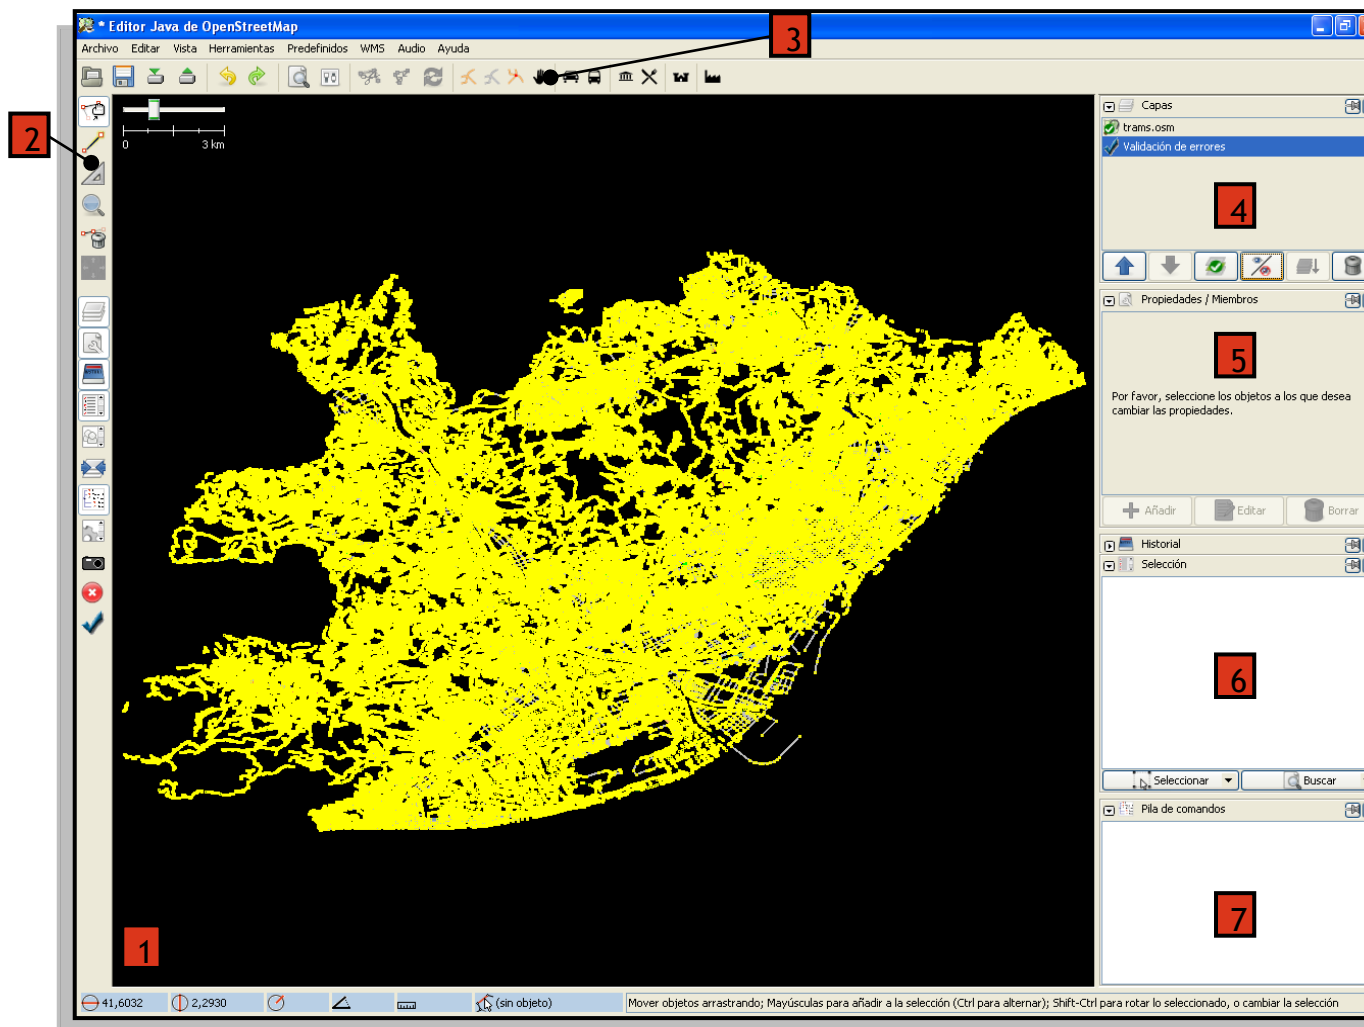 * Editor Java de OpenStreetMap
Archivo Editar Vista Herramientas Predefinidos WMS Audio Ayuda
3
2
0 3 km
Capas
trams.osm
Validación de errores
4
Propiedades / Miembros
5
Por favor, seleccione los objetos a los que desea
cambiar las propiedades.
Añadir Editar Borrar
Historial
Selección
6
Seleccionar Buscar
Pila de comandos
7
1
41,6032 2,2930 (sin objeto) Mover objetos arrastrando; Mayúsculas para añadir a la selección (Ctrl para alternar); Shift-Ctrl para rotar lo seleccionado, o cambiar la selección